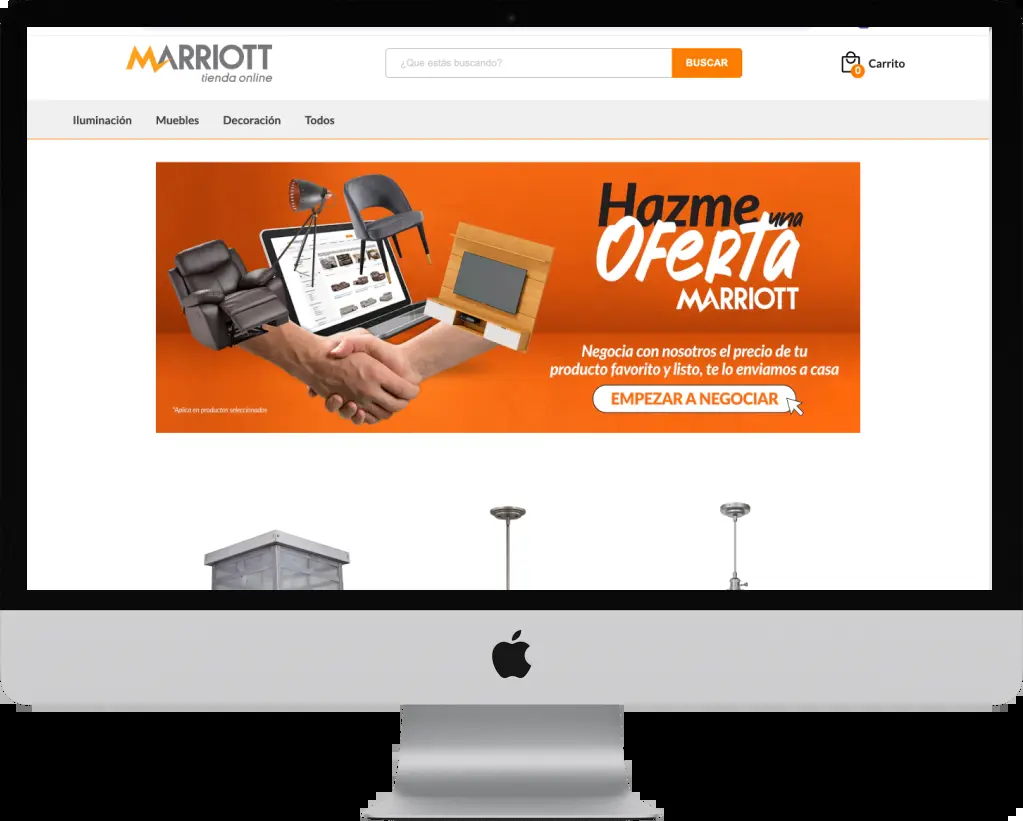 MARRIOTT
tienda online
¿Que estás buscando?
BUSCAR
0
Carrito
Iluminación
Muebles
Decoración
Todos
Hazme una
OFERTA
MARRIOTT
Negocia con nosotros el precio de tu
producto favorito y listo, te lo enviamos a casa
EMPEZAR A NEGOCIAR
*Aplica en productos seleccionados